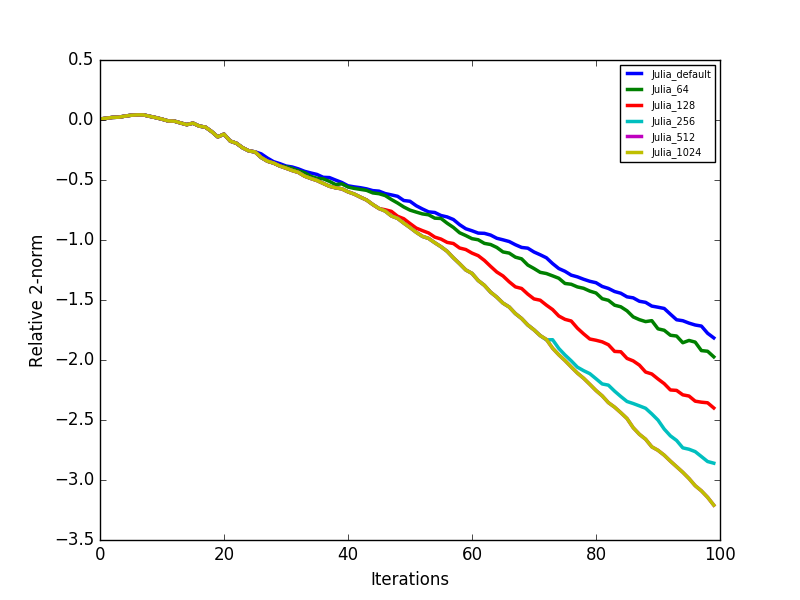 0.5
0.0
−0.5
−1.0
−1.5
−2.0
−2.5
−3.0
−3.5
0 20 40 60 80 100
Relative 2-norm
Iterations
Julia_default
Julia_64
Julia_128
Julia_256
Julia_512
Julia_1024